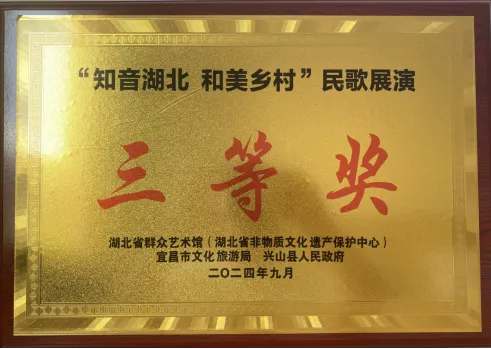 “知音湖北 和美乡村”民歌展演
三等奖
湖北省群众艺术馆（湖北省非物质文化遗产保护中心）
宜昌市文化旅游局 兴山县人民政府
二〇二四年九月